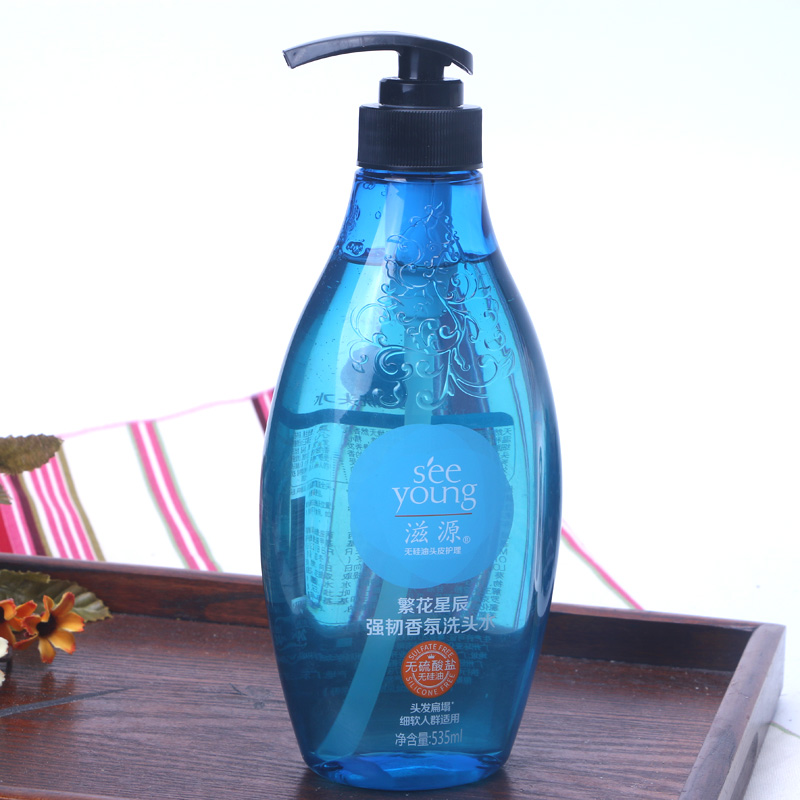 see
young
滋源®
无硅油头皮护理
繁花星辰
强韧香氛洗头水
SULFATE FREE
无硫酸盐
无硅油
SILICONE FREE
头发扁塌*
细软人群适用
净含量:535ml